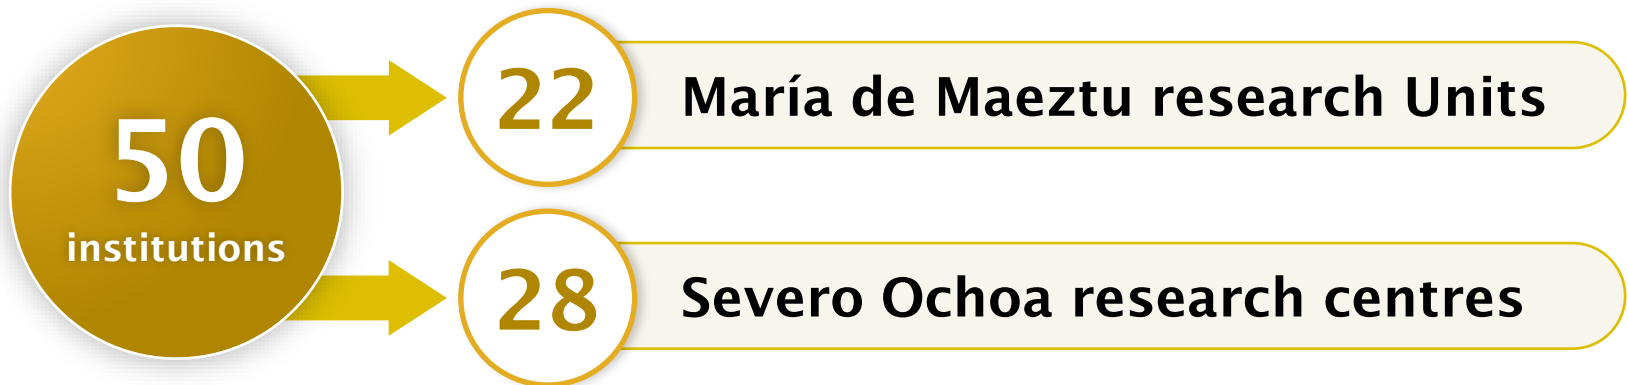 50
institutions
22
María de Maeztu research Units
28
Severo Ochoa research centres